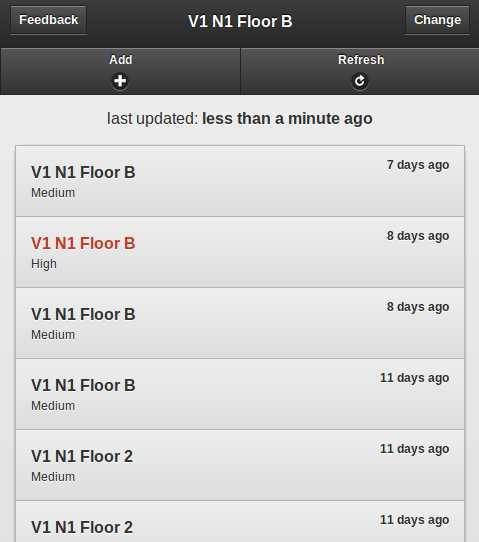 Feedback
V1 N1 Floor B
Change
Add
Refresh
last updated: less than a minute ago
V1 N1 Floor B
7 days ago
Medium
V1 N1 Floor B
8 days ago
High
V1 N1 Floor B
8 days ago
Medium
V1 N1 Floor B
11 days ago
Medium
V1 N1 Floor 2
11 days ago
Medium
V1 N1 Floor 2
11 days ago